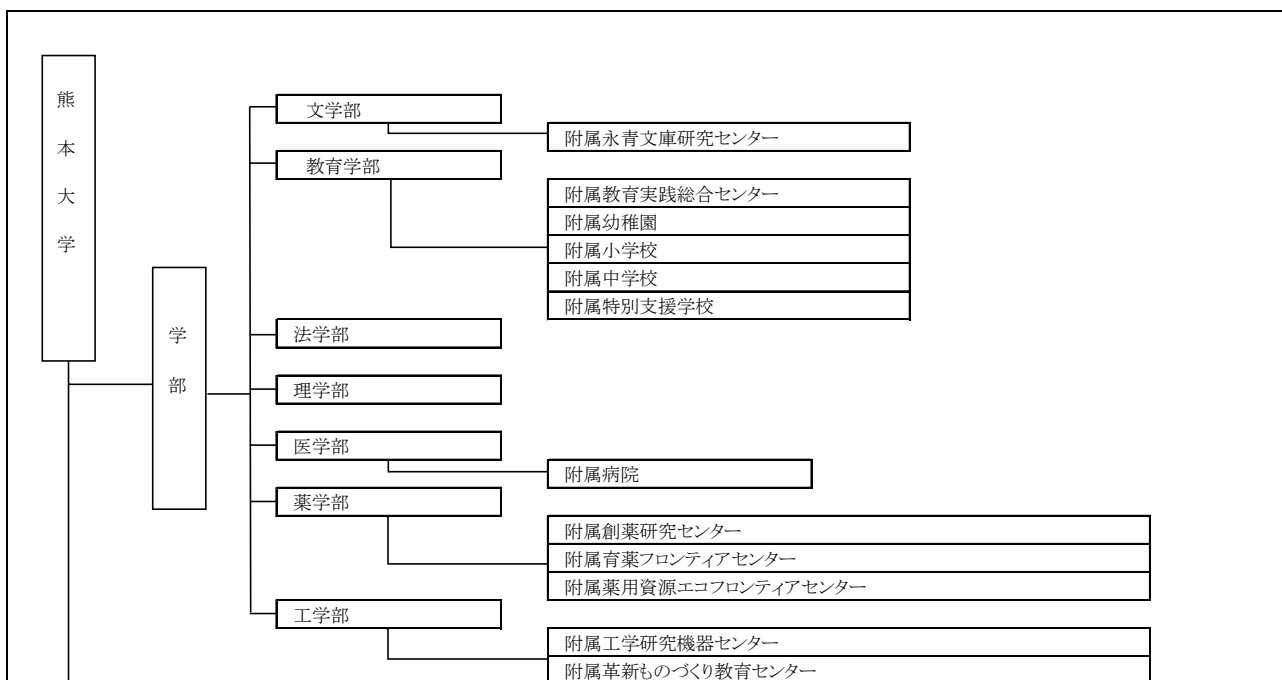 熊本大学
学部
文学部
附属永青文庫研究センター
教育学部
附属教育実践総合センター
附属幼稚園
附属小学校
附属中学校
附属特別支援学校
法学部
理学部
医学部
附属病院
薬学部
附属創薬研究センター
附属育薬フロンティアセンター
附属薬用資源エコフロンティアセンター
工学部
附属工学研究機器センター
附属革新ものづくり教育センター